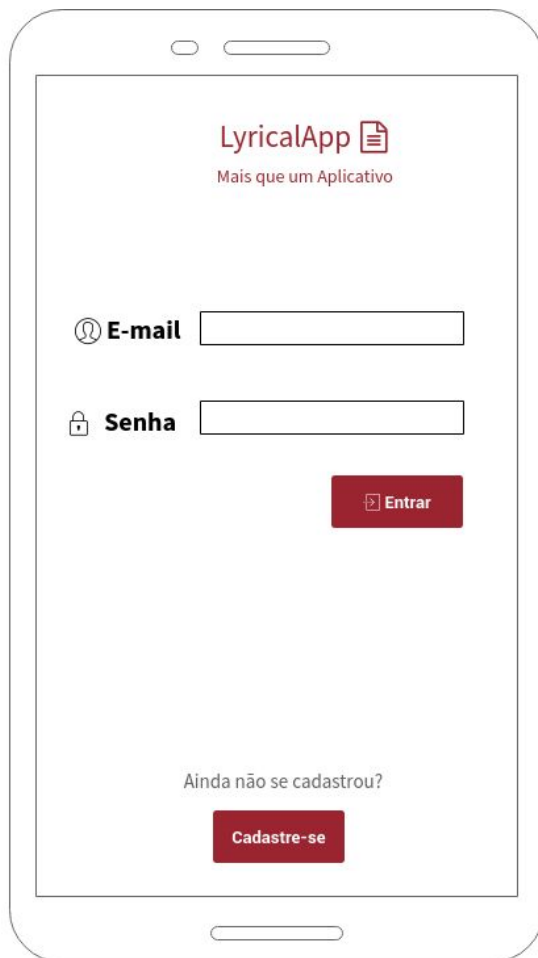 LyricalApp
Mais que um Aplicativo
E-mail
Senha
Entrar
Ainda não se cadastrou?
Cadastre-se